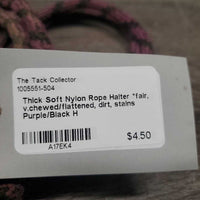 The Tack Collector
1005551-504
Thick Soft Nylon Rope Halter *fair,
v.chewed/flattened, dirt, stains
Purple/Black H
$4.50
A17EK4